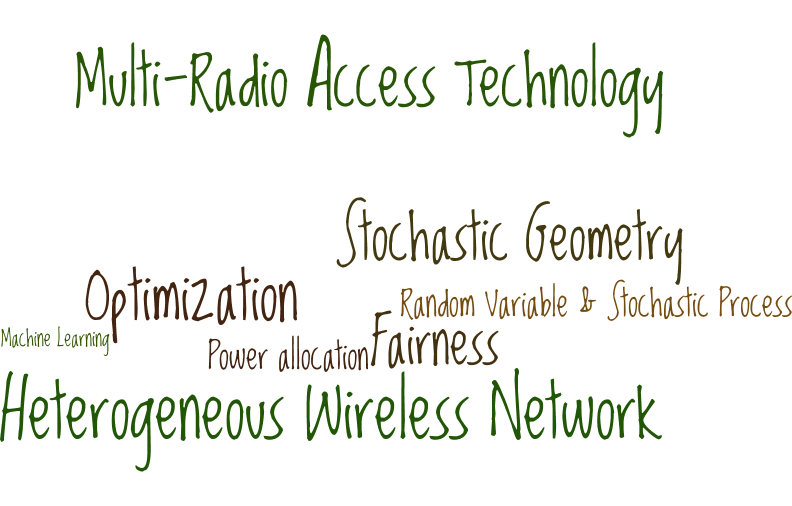 Multi-Radio Access Technology
Stochastic Geometry
Optimization
Random Variable & Stochastic Process
Machine Learning
Power allocation
Fairness
Heterogeneous Wireless Network